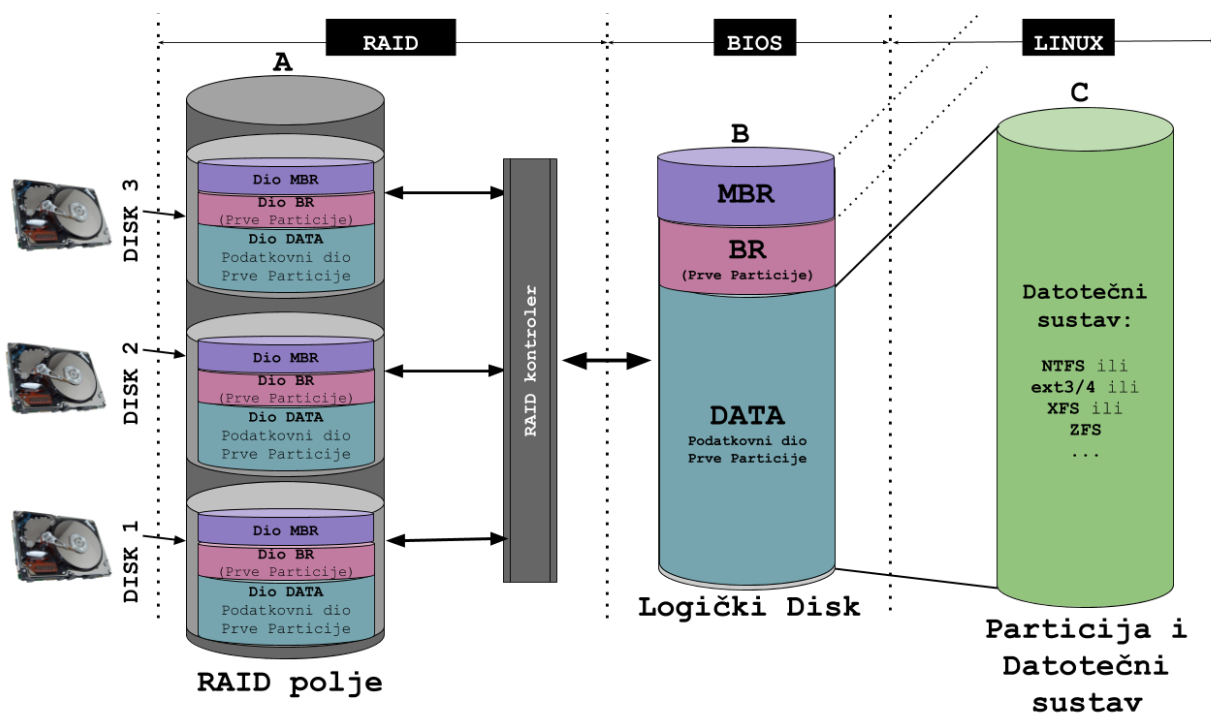 RAID
BIOS
LINUX
A
B
C
DISK 3
Dio MBR
Dio BR
(Prve Particije)
Dio DATA
Podatkovni dio
Prve Particije
DISK 2
Dio MBR
Dio BR
(Prve Particije)
Dio DATA
Podatkovni dio
Prve Particije
DISK 1
Dio MBR
Dio BR
(Prve Particije)
Dio DATA
Podatkovni dio
Prve Particije
RAID polje
RAID kontroler
MBR
BR
(Prve Particije)
DATA
Podatkovni dio
Prve Particije
Logički Disk
Datotečni
sustav:
NTFS ili
ext3/4 ili
XFS ili
ZFS
...
Particija i
Datotečni
sustav